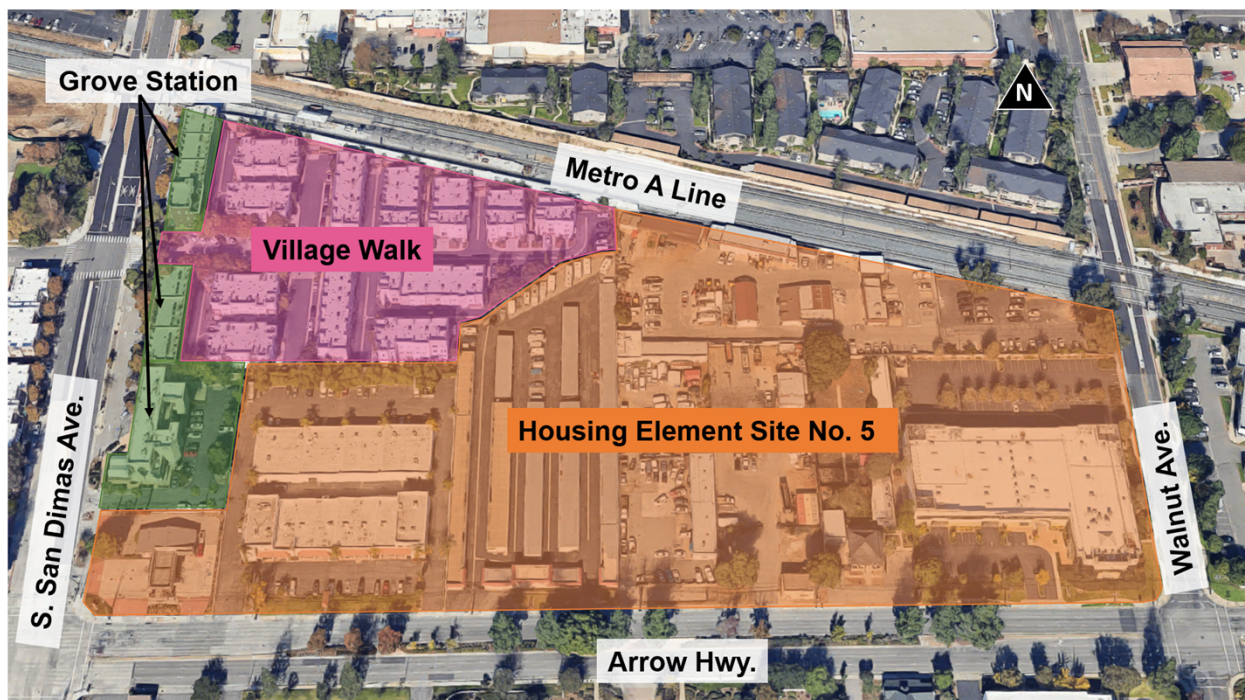 Grove Station
N
Metro A Line
Village Walk
Housing Element Site No. 5
S. San Dimas Ave.
Walnut Ave.
Arrow Hwy.